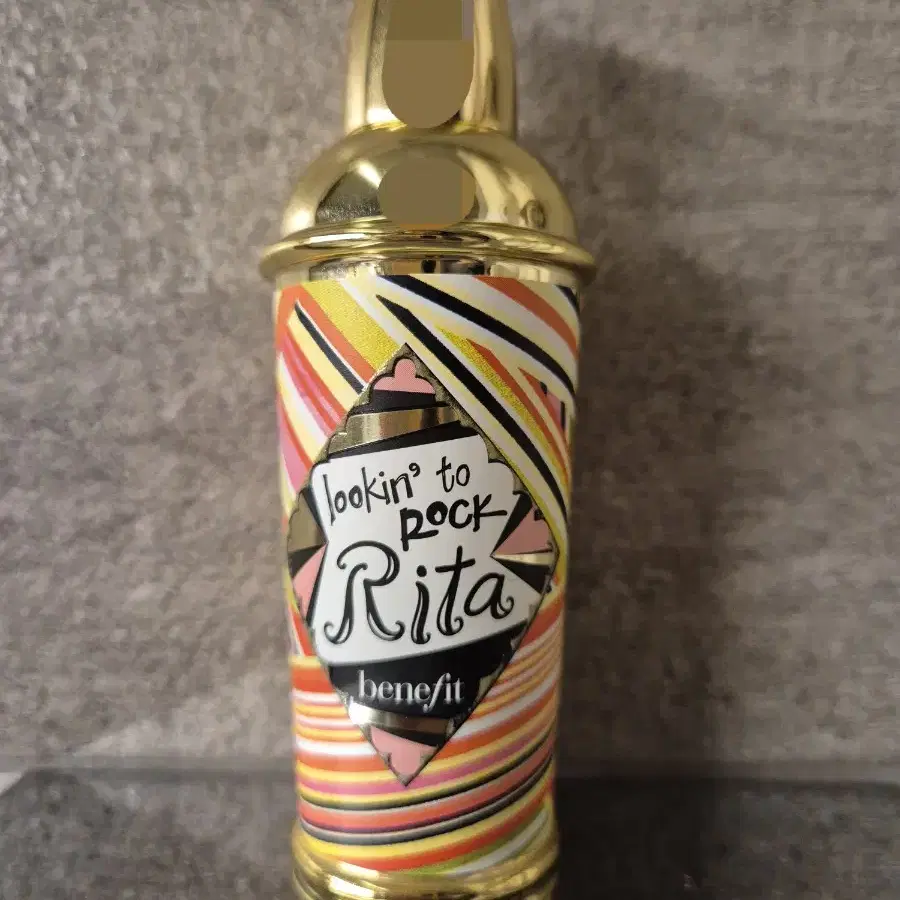 lookin' to
ROCK
Rita
benefit